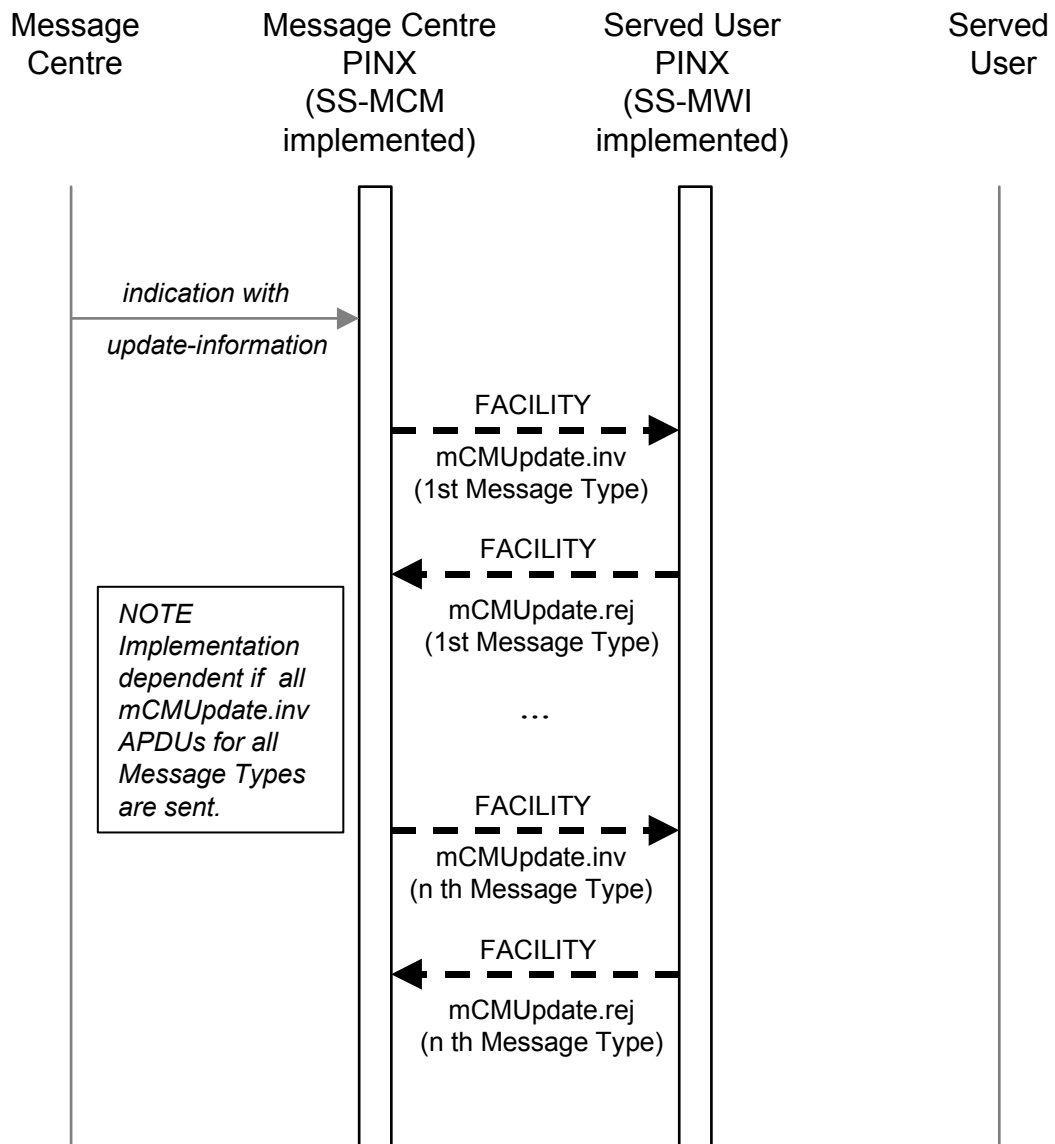 Message
Centre
Message Centre
PINX
(SS-MCM
implemented)
Served User
PINX
(SS-MWI
implemented)
Served
User
indication with
update-information
FACILITY
mCMUpdate.inv
(1st Message Type)
FACILITY
mCMUpdate.rej
(1st Message Type)
NOTE
Implementation
dependent if all
mCMUpdate.inv
APDUs for all
Message Types
are sent.
...
FACILITY
mCMUpdate.inv
(n th Message Type)
FACILITY
mCMUpdate.rej
(n th Message Type)